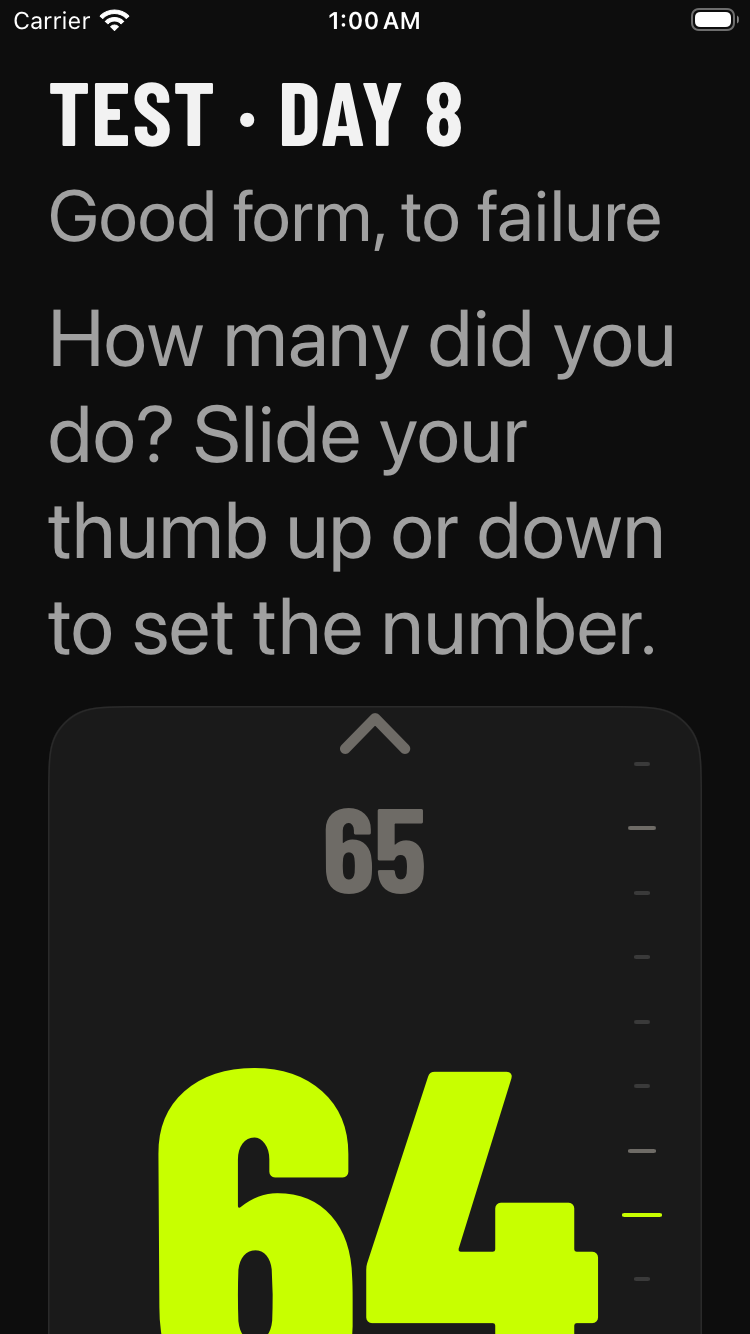 Carrier 1:00 AM
TEST · DAY 8
Good form, to failure
How many did you
do? Slide your
thumb up or down
to set the number.
65
64